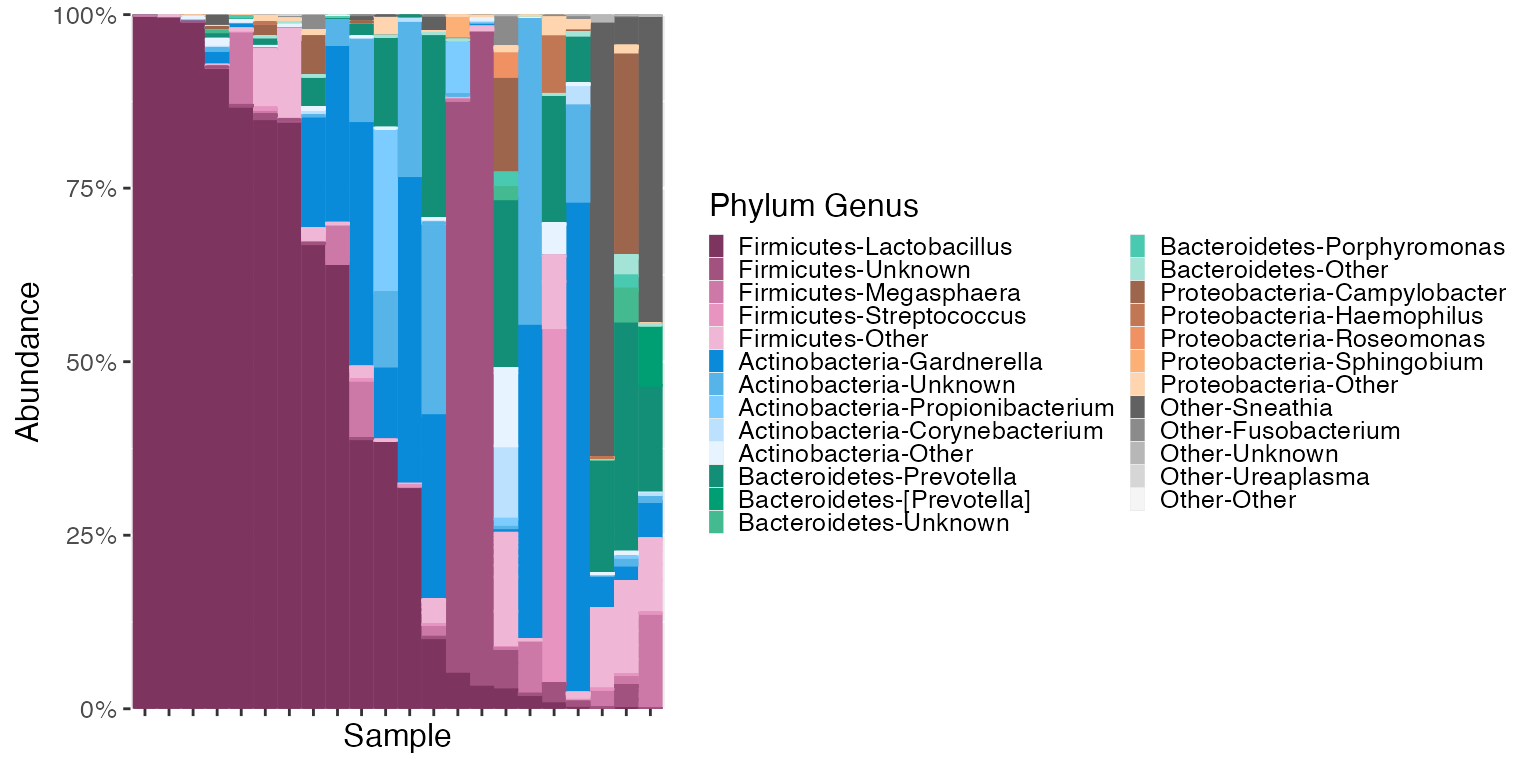 100%
75%
50%
25%
0%
Abundance
Sample
Phylum Genus
Firmicutes-Lactobacillus
Firmicutes-Unknown
Firmicutes-Megasphaera
Firmicutes-Streptococcus
Firmicutes-Other
Actinobacteria-Gardnerella
Actinobacteria-Unknown
Actinobacteria-Propionibacterium
Actinobacteria-Corynebacterium
Actinobacteria-Other
Bacteroidetes-Prevotella
Bacteroidetes-[Prevotella]
Bacteroidetes-Unknown
Bacteroidetes-Porphyromonas
Bacteroidetes-Other
Proteobacteria-Campylobacter
Proteobacteria-Haemophilus
Proteobacteria-Roseomonas
Proteobacteria-Sphingobium
Proteobacteria-Other
Other-Sneathia
Other-Fusobacterium
Other-Unknown
Other-Ureaplasma
Other-Other